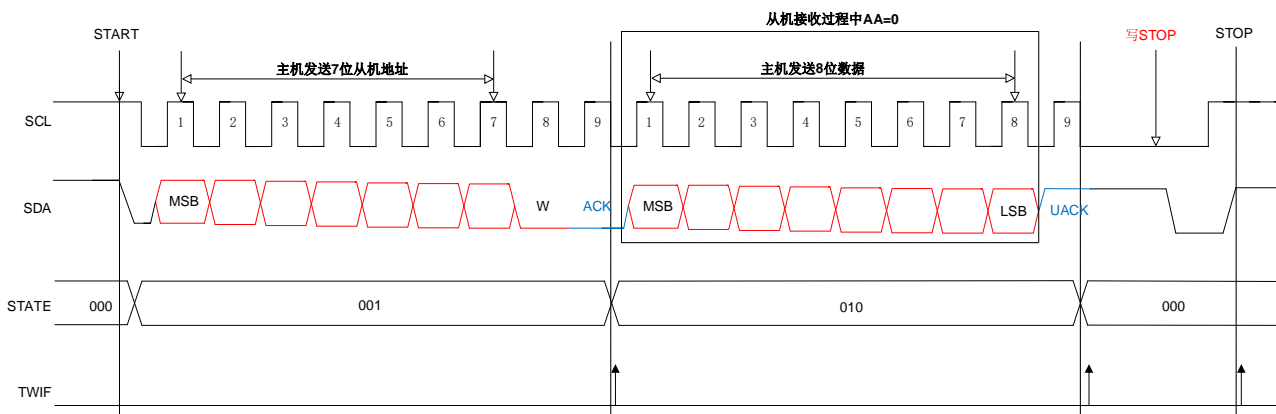 从机接收过程中AA=0
START
写STOP
STOP
主机发送7位从机地址
主机发送8位数据
SCL
1 2 3 4 5 6 7 8 9 1 2 3 4 5 6 7 8 9
SDA
MSB W ACK MSB LSB UACK
STATE 000 001 010 000
TWIF